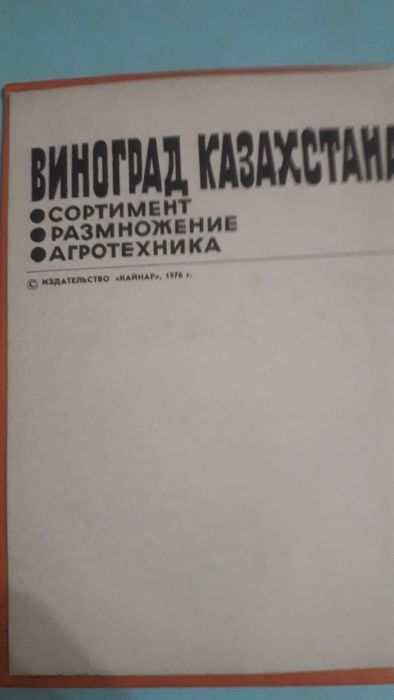 ВИНОГРАД КАЗАХСТАНА
● СОРТИМЕНТ
● РАЗМНОЖЕНИЕ
● АГРОТЕХНИКА
© ИЗДАТЕЛЬСТВО «КАЙНАР», 1976 г.